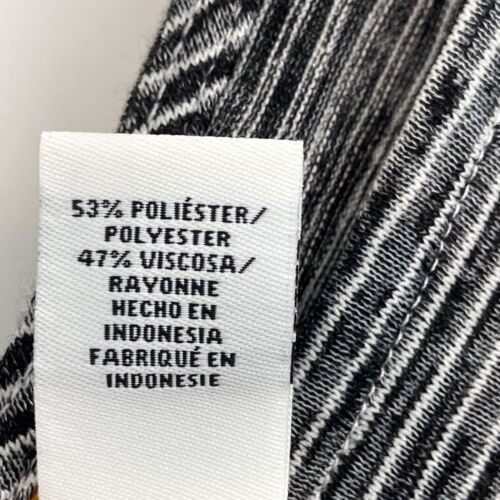 53% POLIÉSTER/
POLYESTER
47% VISCOSA/
RAYONNE
HECHO EN
INDONESIA
FABRIQUÉ EN
INDONESIE